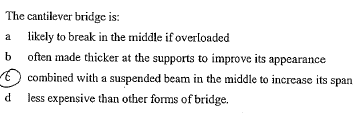 The cantilever bridge is:
a likely to break in the middle if overloaded
b often made thicker at the supports to improve its appearance
c combined with a suspended beam in the middle to increase its span
d less expensive than other forms of bridge.